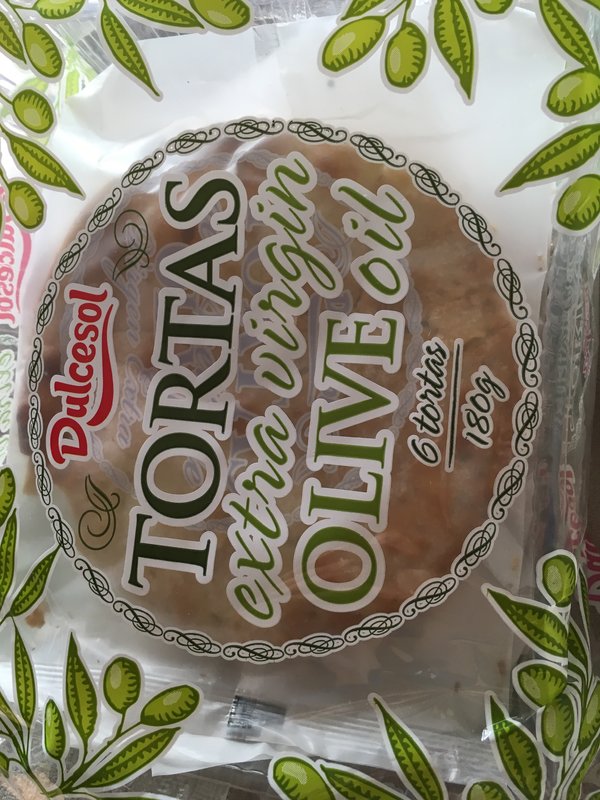 Dulcesol
TORTAS
extra virgin
OLIVE oil
6 tortas
180g